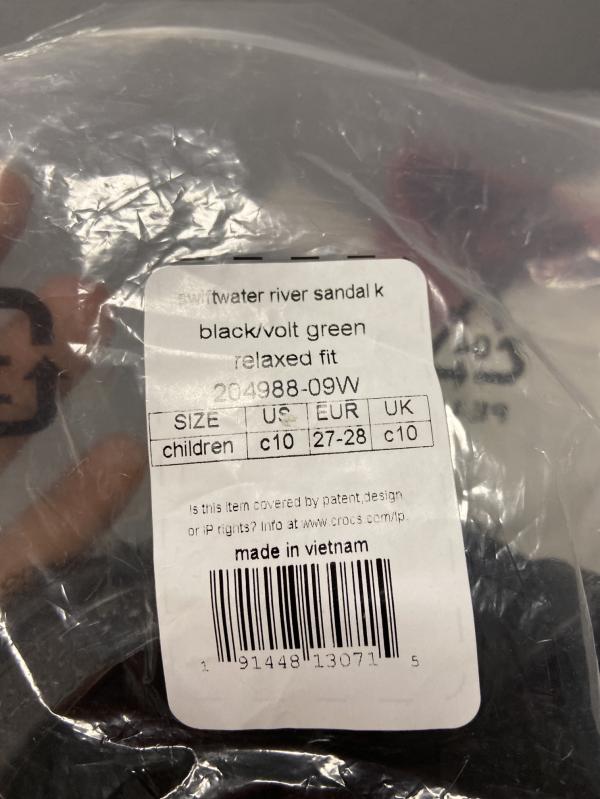 swiftwater river sandal k
black/volt green
relaxed fit
204988-09W
SIZE US EUR UK
children c10 27-28 c10
Is this item covered by patent,design
or IP rights? Info at www.crocs.com/ip.
made in vietnam
1 91448 13071 5